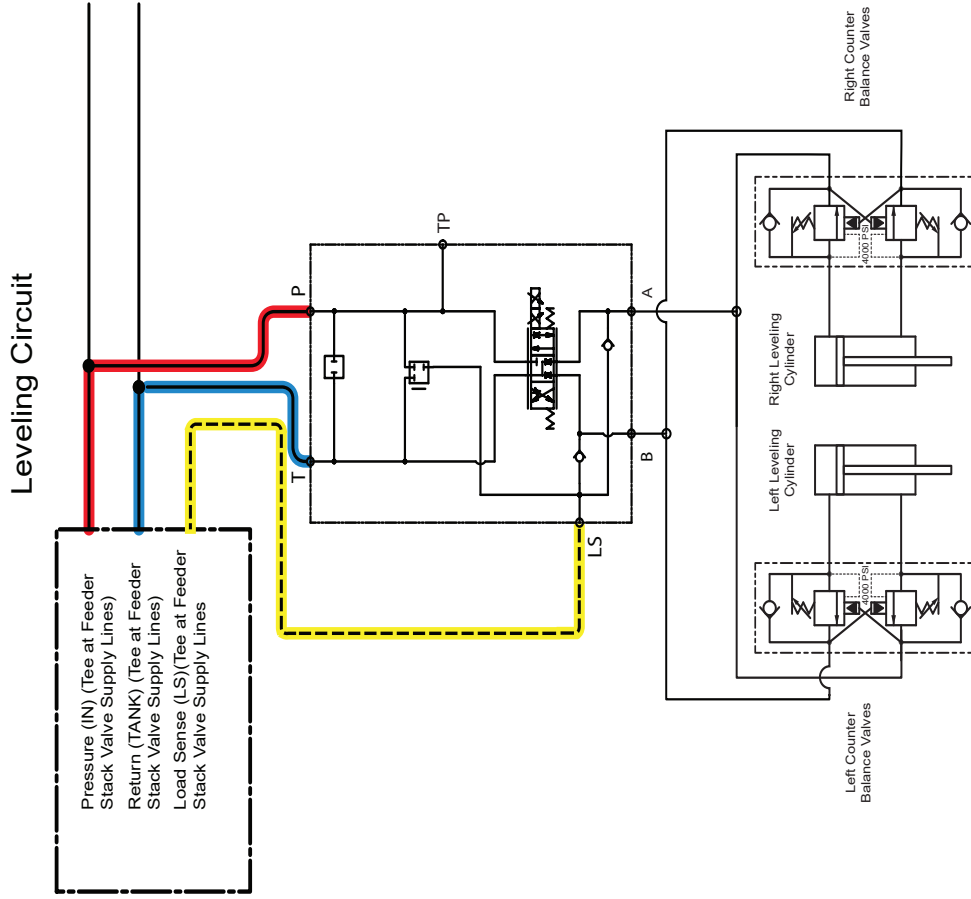 Leveling Circuit
Pressure (IN) (Tee at Feeder
Stack Valve Supply Lines)
Return (TANK) (Tee at Feeder
Stack Valve Supply Lines)
Load Sense (LS)(Tee at Feeder
Stack Valve Supply Lines
P
T
TP
LS
A
B
Right Counter
Balance Valves
4000 PSI
Right Leveling
Cylinder
Left Leveling
Cylinder
4000 PSI
Left Counter
Balance Valves